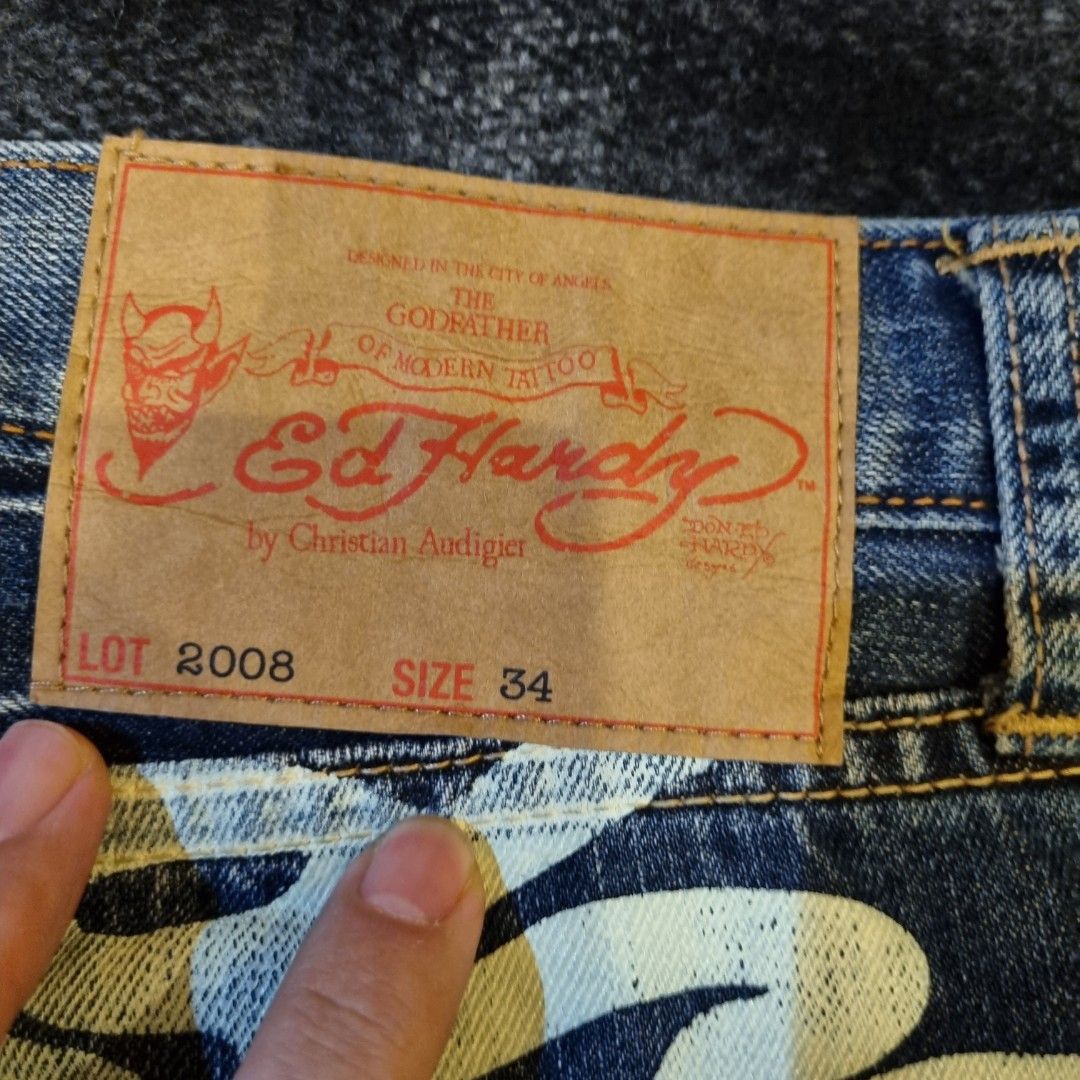 DESIGNED IN THE CITY OF ANGELS
THE
GODFATHER
OF MODERN TATTOO
Ed Hardy ™
by Christian Audigier
DON ED
HARDY
designs
LOT 2008 SIZE 34